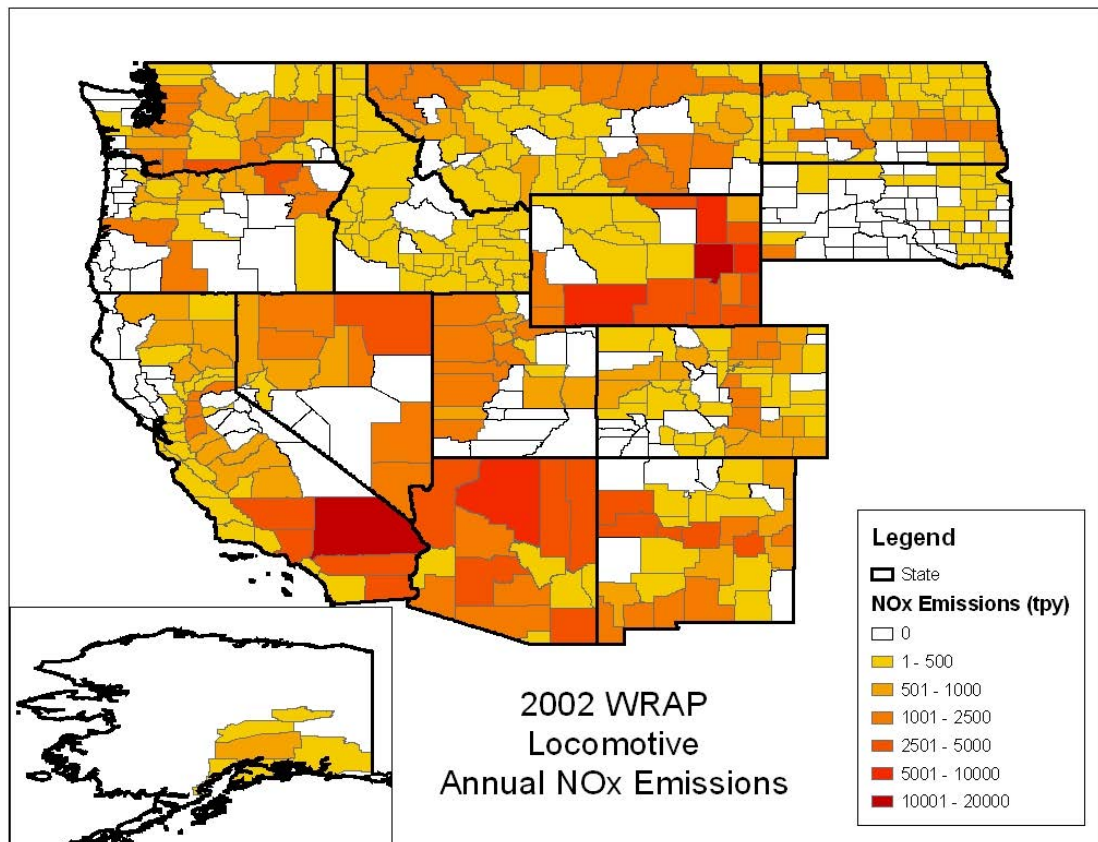 2002 WRAP
Locomotive
Annual NOx Emissions
Legend
State
NOx Emissions (tpy)
0
1 - 500
501 - 1000
1001 - 2500
2501 - 5000
5001 - 10000
10001 - 20000